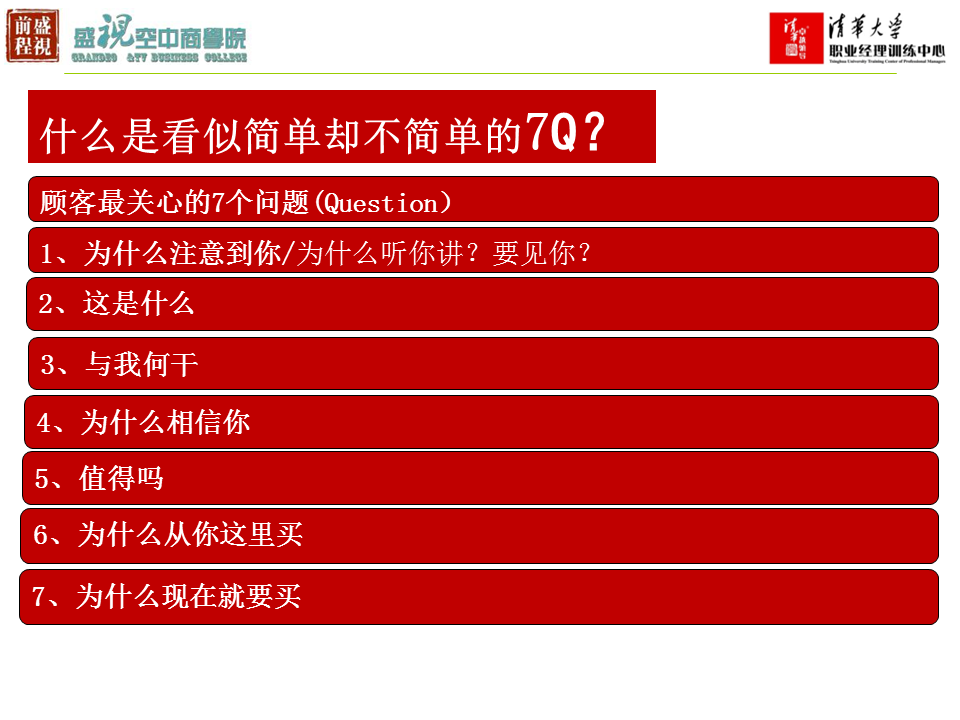 前程
盛視
盛視空中商學院
GRANDEO &TV BUSINESS COLLEGE
清华大学
职业经理训练中心
Tsinghua University Training Center of Professional Managers
什么是看似简单却不简单的7Q？
顾客最关心的7个问题(Question）
1、为什么注意到你/为什么听你讲？要见你？
2、这是什么
3、与我何干
4、为什么相信你
5、值得吗
6、为什么从你这里买
7、为什么现在就要买